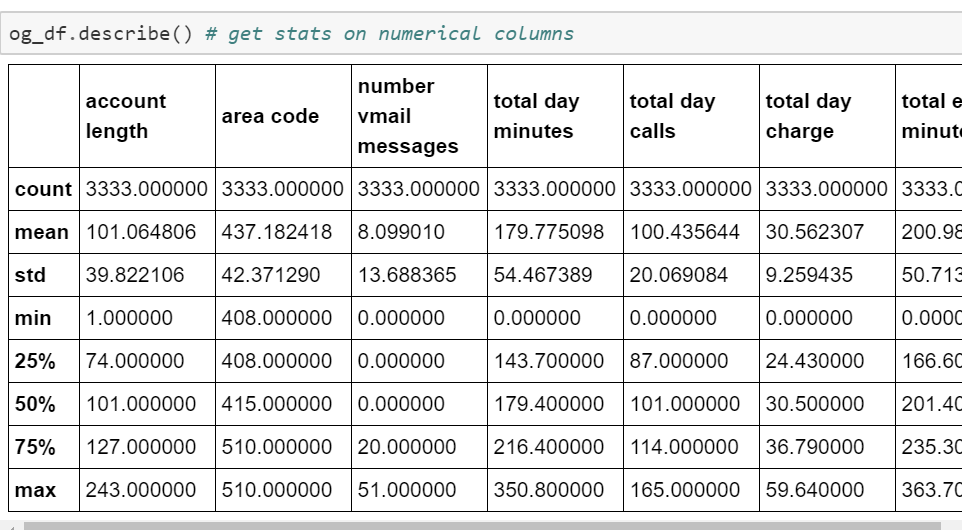 og_df.describe() # get stats on numerical columns
account length area code number vmail messages total day minutes total day calls total day charge total e minut
count 3333.000000 3333.000000 3333.000000 3333.000000 3333.000000 3333.000000 3333.0
mean 101.064806 437.182418 8.099010 179.775098 100.435644 30.562307 200.98
std 39.822106 42.371290 13.688365 54.467389 20.069084 9.259435 50.713
min 1.000000 408.000000 0.000000 0.000000 0.000000 0.000000 0.0000
25% 74.000000 408.000000 0.000000 143.700000 87.000000 24.430000 166.60
50% 101.000000 415.000000 0.000000 179.400000 101.000000 30.500000 201.40
75% 127.000000 510.000000 20.000000 216.400000 114.000000 36.790000 235.30
max 243.000000 510.000000 51.000000 350.800000 165.000000 59.640000 363.70